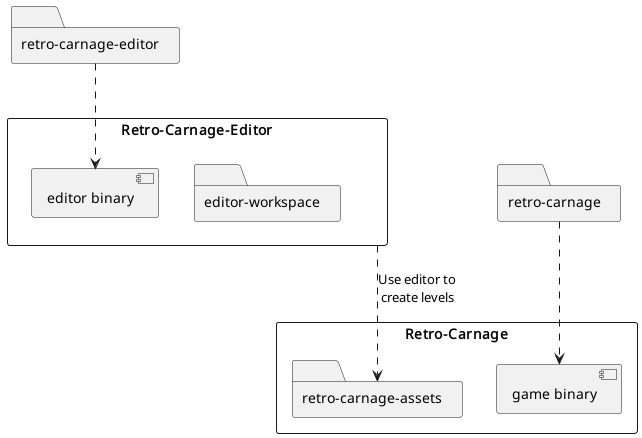 retro-carnage-editor
Retro-Carnage-Editor
editor binary
editor-workspace
retro-carnage
Use editor to
create levels
Retro-Carnage
retro-carnage-assets
game binary